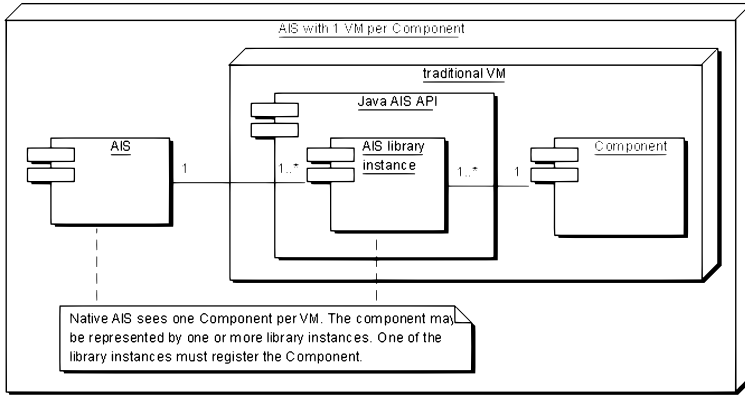 AIS with 1 VM per Component
traditional VM
Java AIS API
AIS
AIS library
instance
Component
1
1..*
1..*
1
Native AIS sees one Component per VM. The component may
be represented by one or more library instances. One of the
library instances must register the Component.